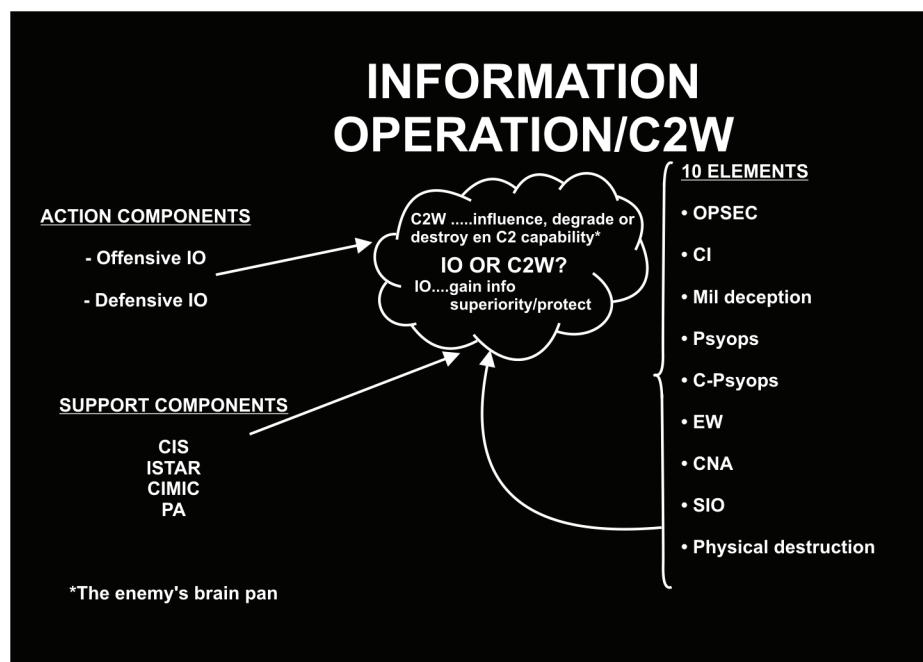 INFORMATION
OPERATION/C2W
ACTION COMPONENTS
- Offensive IO
- Defensive IO
SUPPORT COMPONENTS
CIS
ISTAR
CIMIC
PA
*The enemy's brain pan
C2W .....influence, degrade or
destroy en C2 capability*
IO OR C2W?
IO....gain info
superiority/protect
10 ELEMENTS
• OPSEC
• CI
• Mil deception
• Psyops
• C-Psyops
• EW
• CNA
• SIO
• Physical destruction